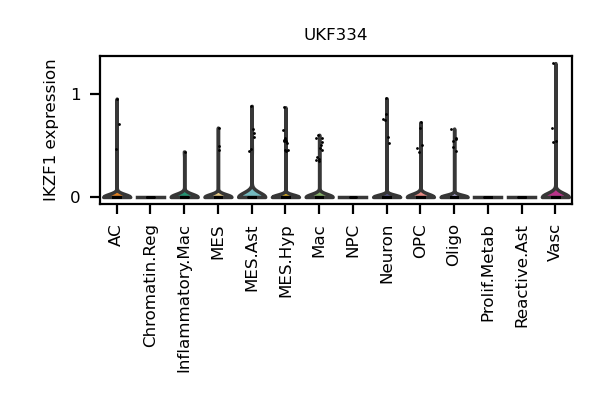 UKF334
IKZF1 expression
1
0
AC
Chromatin.Reg
Inflammatory.Mac
MES
MES.Ast
MES.Hyp
Mac
NPC
Neuron
OPC
Oligo
Prolif.Metab
Reactive.Ast
Vasc